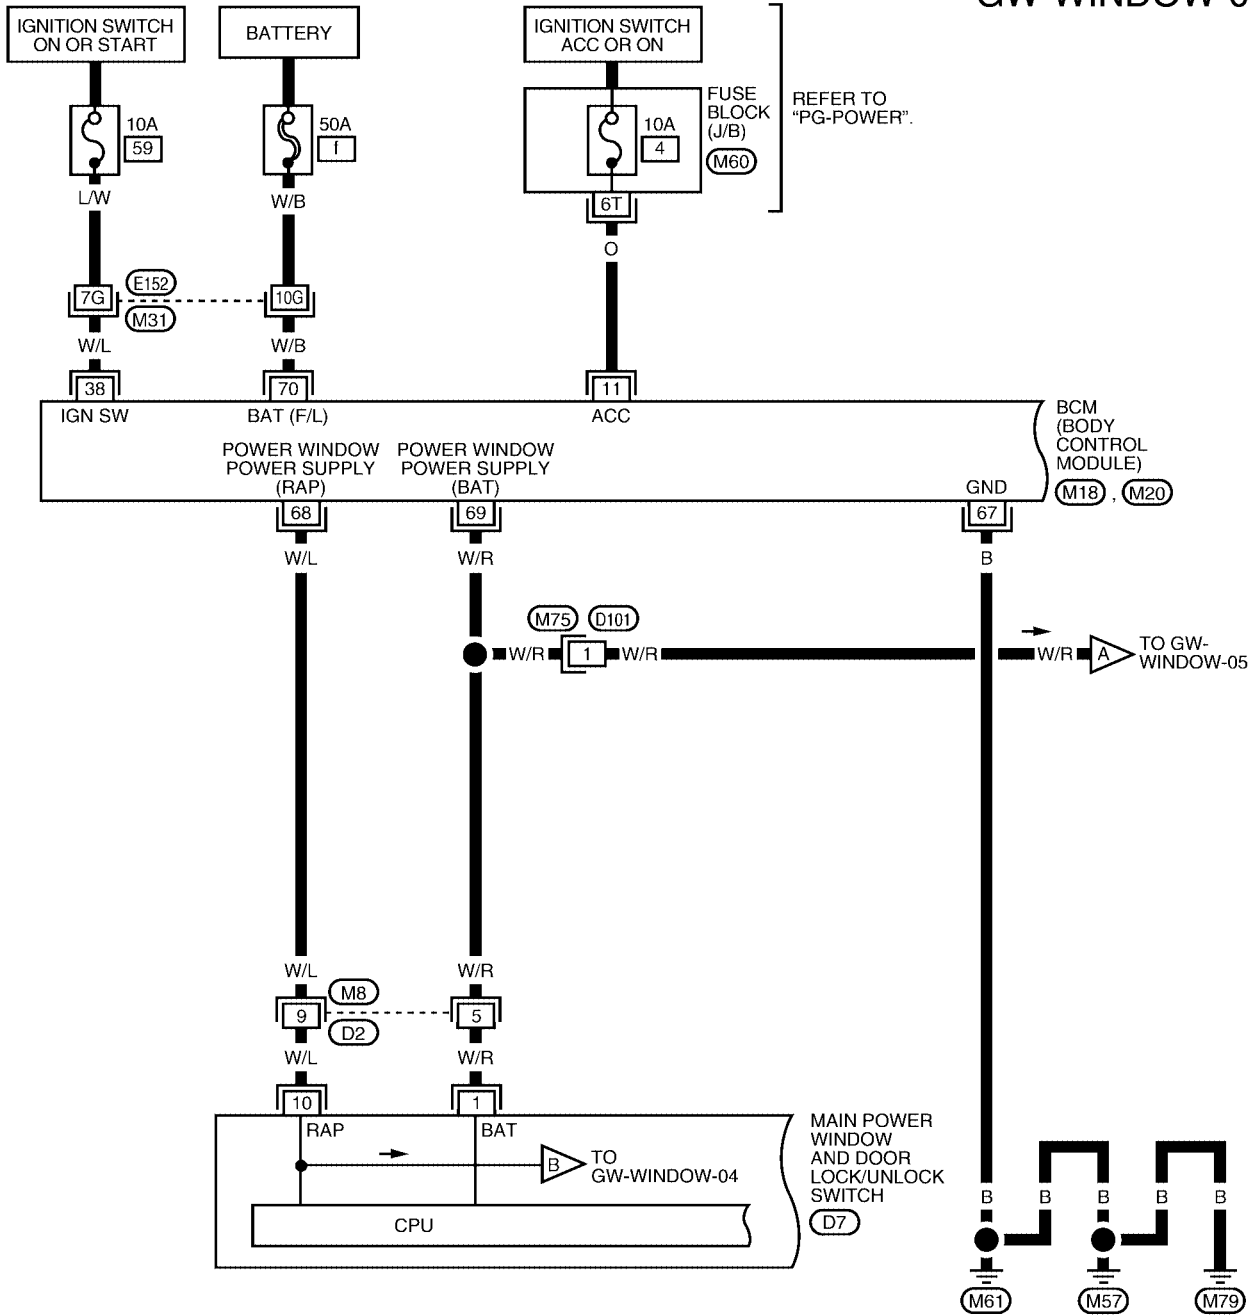 GW-WINDOW-0
IGNITION SWITCH
ON OR START
BATTERY
IGNITION SWITCH
ACC OR ON
10A
59
50A
f
10A
4
FUSE
BLOCK
(J/B)
M60
REFER TO
"PG-POWER".
L/W
W/B
6T
O
7G
E152
M31
10G
W/L
W/B
38
70
11
IGN SW
BAT (F/L)
ACC
BCM
(BODY
CONTROL
MODULE)
M18 , M20
POWER WINDOW
POWER SUPPLY
(RAP)
POWER WINDOW
POWER SUPPLY
(BAT)
GND
68
69
67
W/L
W/R
B
M75
D101
W/R
1
W/R
W/R
A
TO GW-
WINDOW-05
W/L
W/R
9
M8
D2
5
W/L
W/R
10
1
RAP
BAT
B
TO
GW-WINDOW-04
CPU
MAIN POWER
WINDOW
AND DOOR
LOCK/UNLOCK
SWITCH
D7
B
B
B
B
B
M61
M57
M79